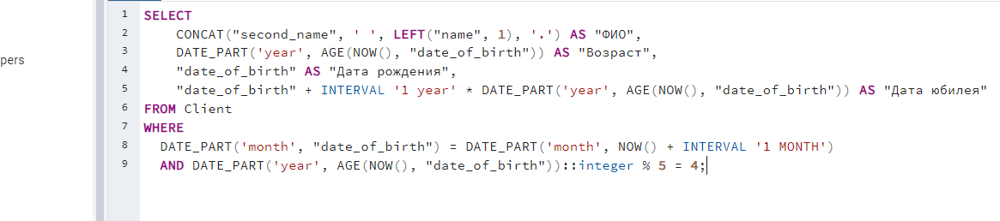 pers
1 SELECT
2 CONCAT("second_name", ' ', LEFT("name", 1), '.') AS "ФИО",
3 DATE_PART('year', AGE(NOW(), "date_of_birth")) AS "Возраст",
4 "date_of_birth" AS "Дата рождения",
5 "date_of_birth" + INTERVAL '1 year' * DATE_PART('year', AGE(NOW(), "date_of_birth")) AS "Дата юбилея"
6 FROM Client
7 WHERE
8 DATE_PART('month', "date_of_birth") = DATE_PART('month', NOW() + INTERVAL '1 MONTH')
9 AND DATE_PART('year', AGE(NOW(), "date_of_birth"))::integer % 5 = 4;